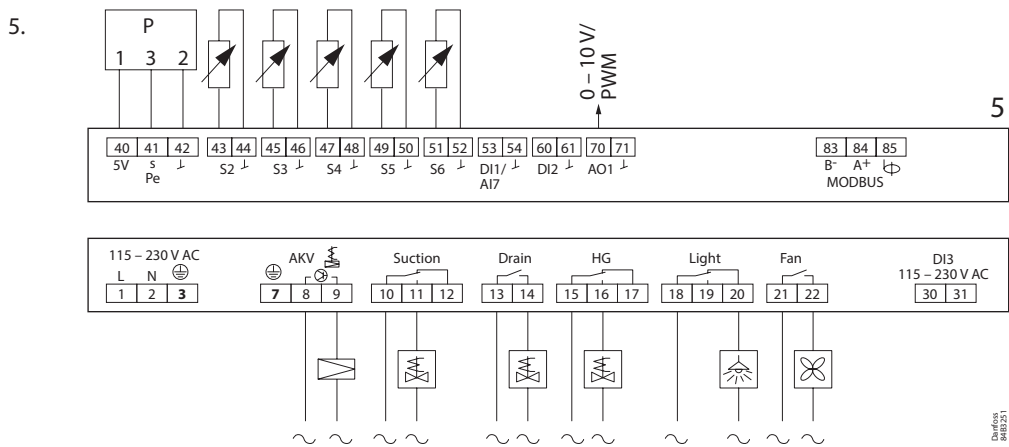 5.
P
1 3 2
0 – 10 V/
PWM
5
40 41 42 43 44 45 46 47 48 49 50 51 52 53 54 60 61 70 71 83 84 85
5V s S2 S3 S4 S5 S6 DI1/ DI2 AO1 B- A+
Pe AI7 MODBUS
115 – 230 V AC AKV Suction Drain HG Light Fan DI3
L N 115 – 230 V AC
1 2 3 7 8 9 10 11 12 13 14 15 16 17 18 19 20 21 22 30 31
Danfoss
84B3251